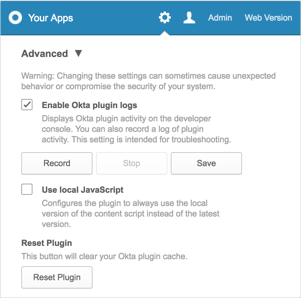 Your Apps Admin Web Version
Advanced ▼
Warning: Changing these settings can sometimes cause unexpected
behavior or compromise the security of your system.
Enable Okta plugin logs
Displays Okta plugin activity on the developer
console. You can also record a log of plugin
activity. This setting is intended for troubleshooting.
Record Stop Save
Use local JavaScript
Configures the plugin to always use the local
version of the content script instead of the latest
version.
Reset Plugin
This button will clear your Okta plugin cache.
Reset Plugin